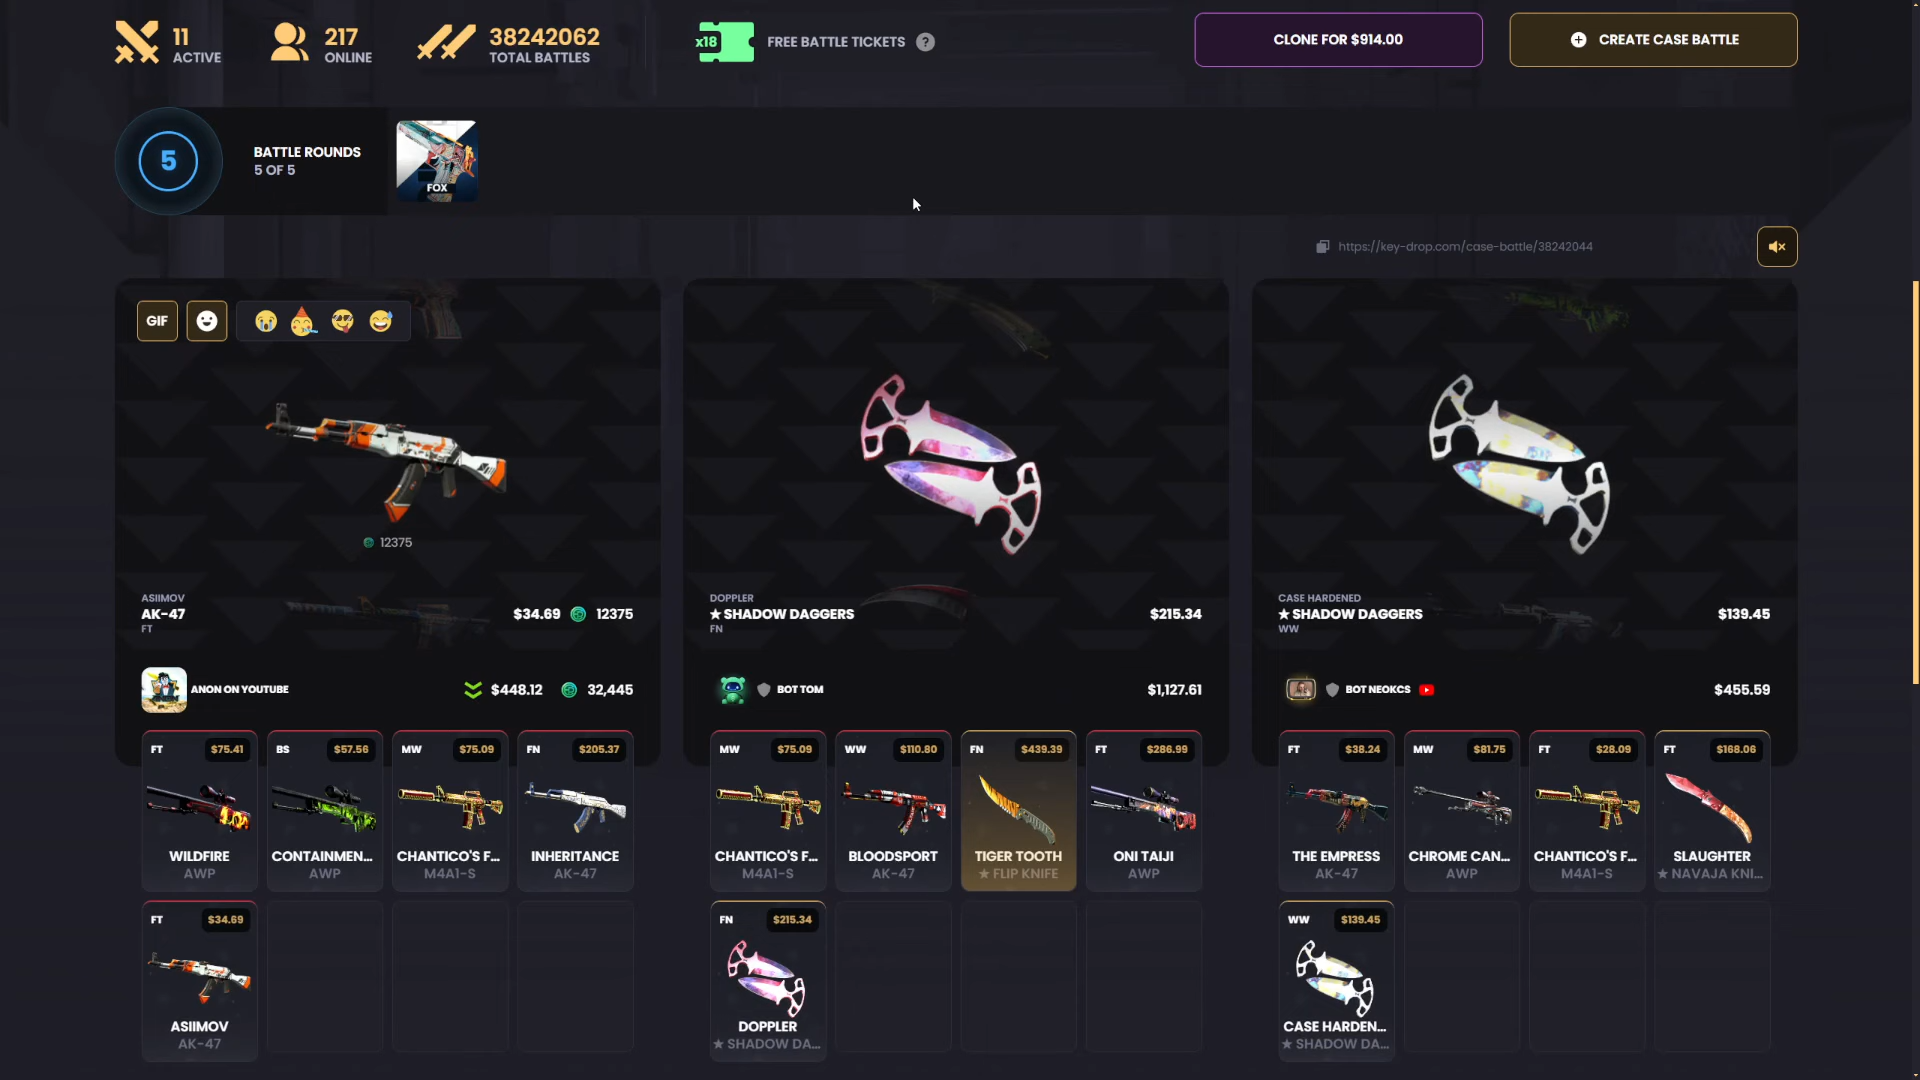 11
ACTIVE
217
ONLINE
38242062
TOTAL BATTLES
x18
FREE BATTLE TICKETS
?
CLONE FOR $914.00
CREATE CASE BATTLE
5
BATTLE ROUNDS
5 OF 5
FOX
https://key-drop.com/case-battle/38242044
GIF
12375
ASIIMOV
AK-47
FT
$34.69
12375
DOPPLER
★ SHADOW DAGGERS
FN
$215.34
CASE HARDENED
★ SHADOW DAGGERS
WW
$139.45
ANON ON YOUTUBE
$448.12
32,445
BOT TOM
$1,127.61
BOT NEOKCS
$455.59
FT $75.41
WILDFIRE
AWP
BS $57.56
CONTAINMEN...
AWP
MW $75.09
CHANTICO'S F...
M4A1-S
FN $205.37
INHERITANCE
AK-47
MW $75.09
CHANTICO'S F...
M4A1-S
WW $110.80
BLOODSPORT
AK-47
FN $439.39
TIGER TOOTH
★ FLIP KNIFE
FT $286.99
ONI TAIJI
AWP
FT $38.24
THE EMPRESS
AK-47
MW $81.75
CHROME CAN...
AWP
FT $28.09
CHANTICO'S F...
M4A1-S
FT $168.06
SLAUGHTER
★ NAVAJA KNI...
FT $34.69
ASIIMOV
AK-47
FN $215.34
DOPPLER
★ SHADOW DA...
WW $139.45
CASE HARDEN...
★ SHADOW DA...